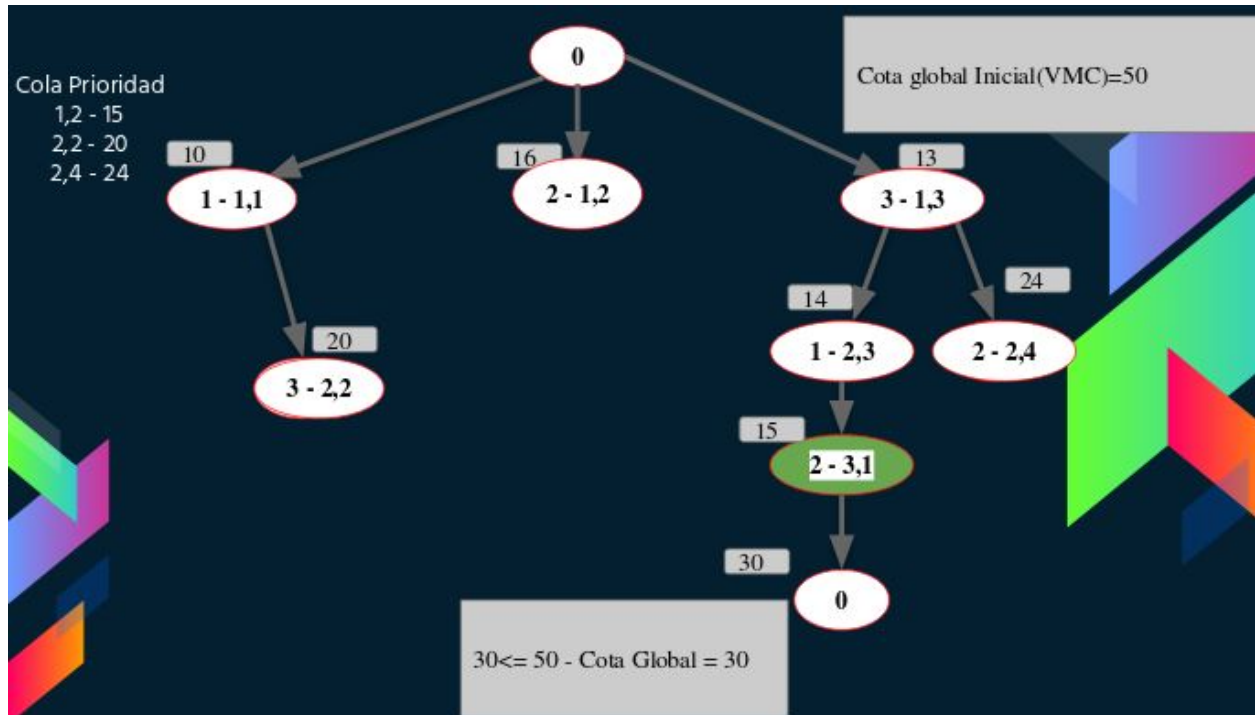 0
Cota global Inicial(VMC)=50
Cola Prioridad
1,2 - 15
2,2 - 20
2,4 - 24
10
16
13
1 - 1,1
2 - 1,2
3 - 1,3
14
24
20
1 - 2,3
2 - 2,4
3 - 2,2
15
2 - 3,1
30
0
30<= 50 - Cota Global = 30